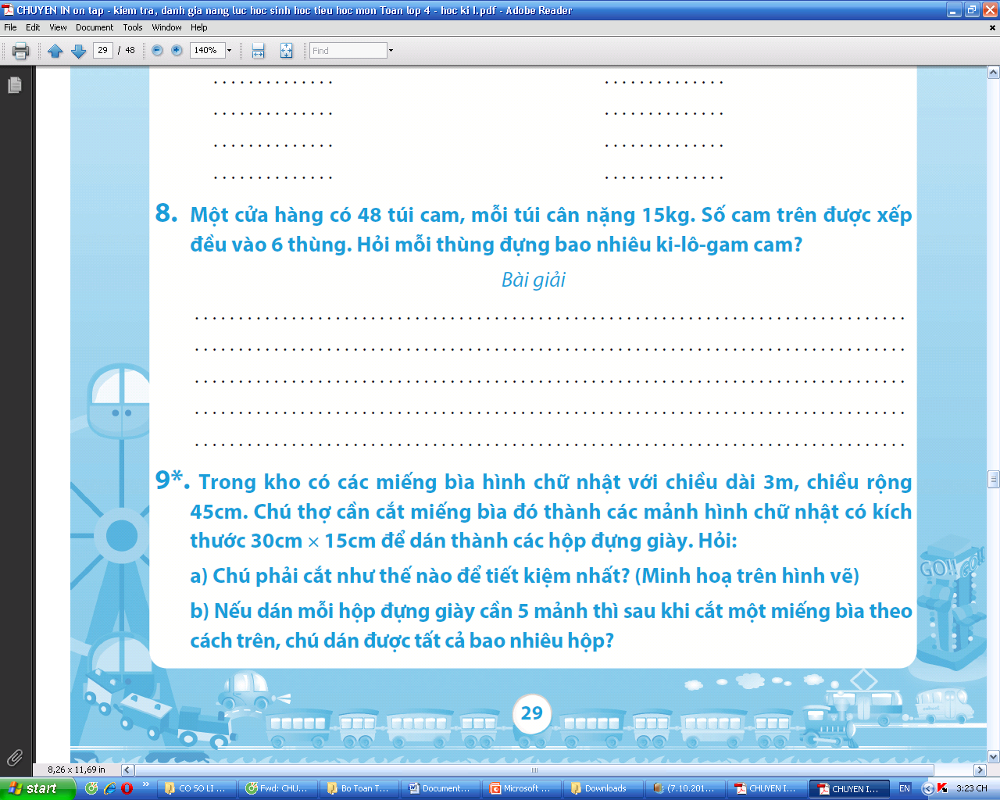 CHUYEN IN on tap - kiem tra, danh gia nang luc hoc sinh hoc tieu hoc mon Toan lop 4 - hoc ki I.pdf - Adobe Reader
File Edit View Document Tools Window Help
29 / 48 140% Find
8. Một cửa hàng có 48 túi cam, mỗi túi cân nặng 15kg. Số cam trên được xếp
đều vào 6 thùng. Hỏi mỗi thùng đựng bao nhiêu ki-lô-gam cam?
Bài giải
9*. Trong kho có các miếng bìa hình chữ nhật với chiều dài 3m, chiều rộng
45cm. Chú thợ cần cắt miếng bìa đó thành các mảnh hình chữ nhật có kích
thước 30cm × 15cm để dán thành các hộp đựng giày. Hỏi:
a) Chú phải cắt như thế nào để tiết kiệm nhất? (Minh hoạ trên hình vẽ)
b) Nếu dán mỗi hộp đựng giày cần 5 mảnh thì sau khi cắt một miếng bìa theo
cách trên, chú dán được tất cả bao nhiêu hộp?
GO!! GO!!
29
8,26 x 11,69 in
start CO SO LI ... Fwd: CHU... Bo Toan T... Document... Microsoft ... Downloads (7.10.201... CHUYEN I... CHUYEN I... EN 3:23 CH